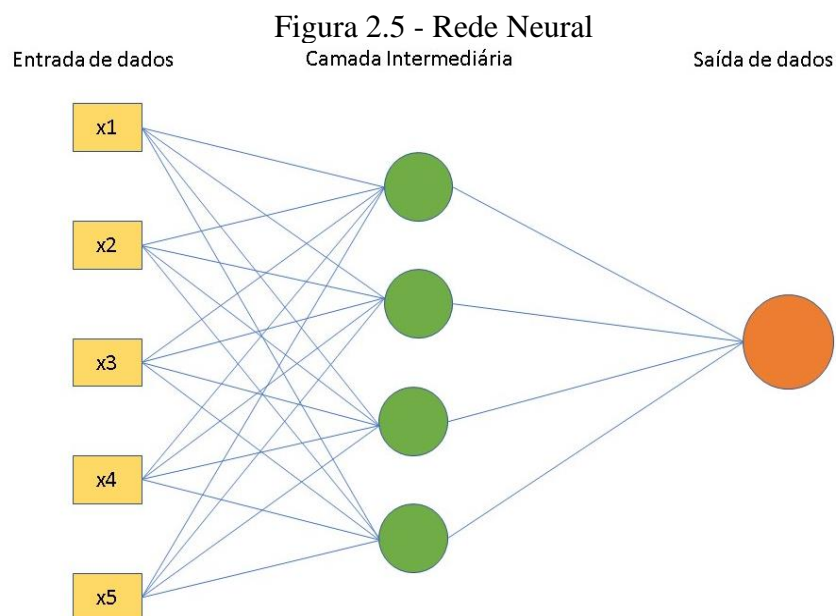 Figura 2.5 - Rede Neural
Entrada de dados
Camada Intermediária
Saída de dados
x1
x2
x3
x4
x5